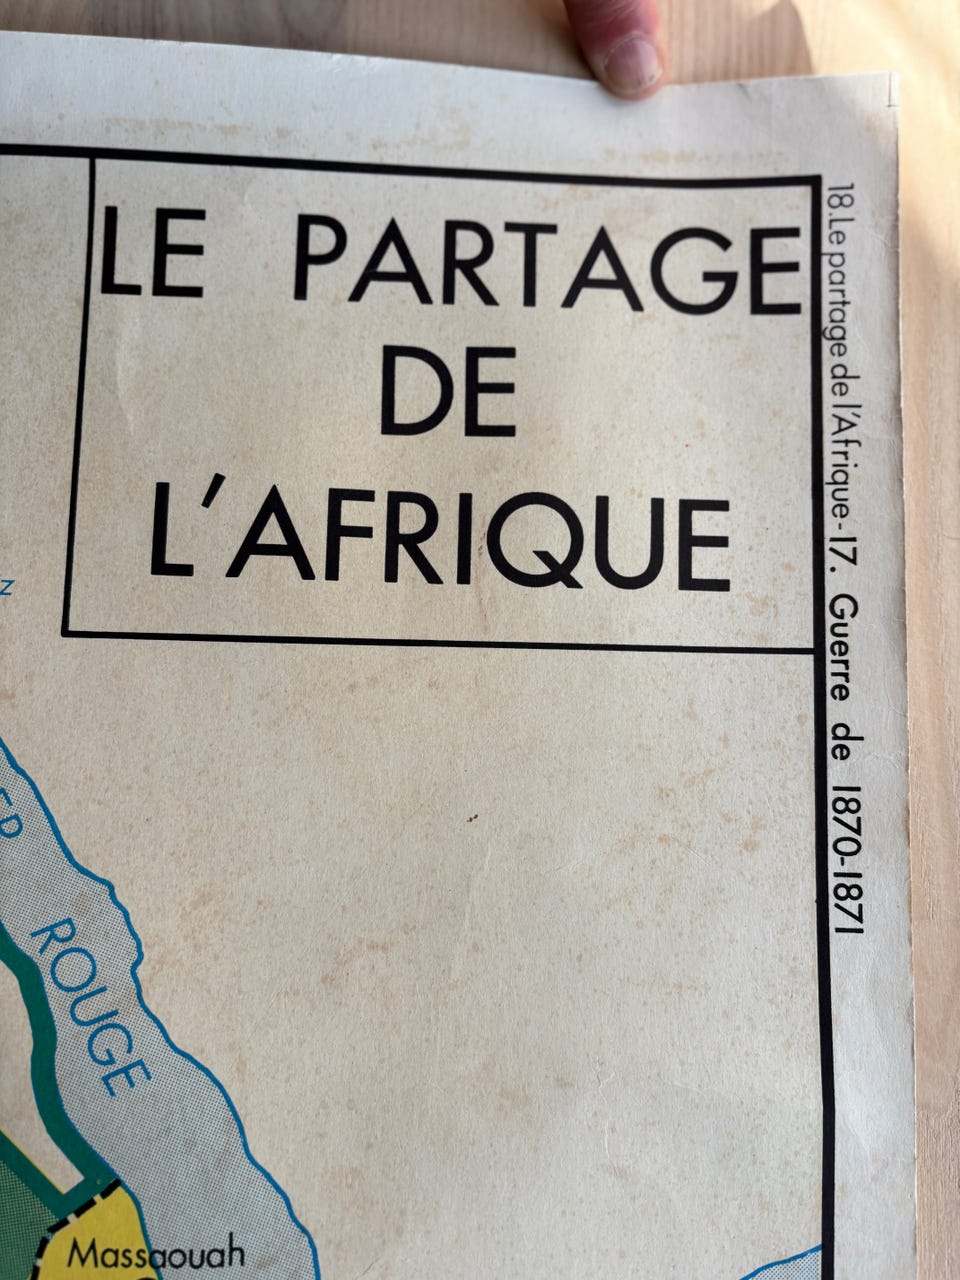 LE PARTAGE
DE
L'AFRIQUE
18. Le partage de l'Afrique-17. Guerre de 1870-1871
ROUGE
Massaouah